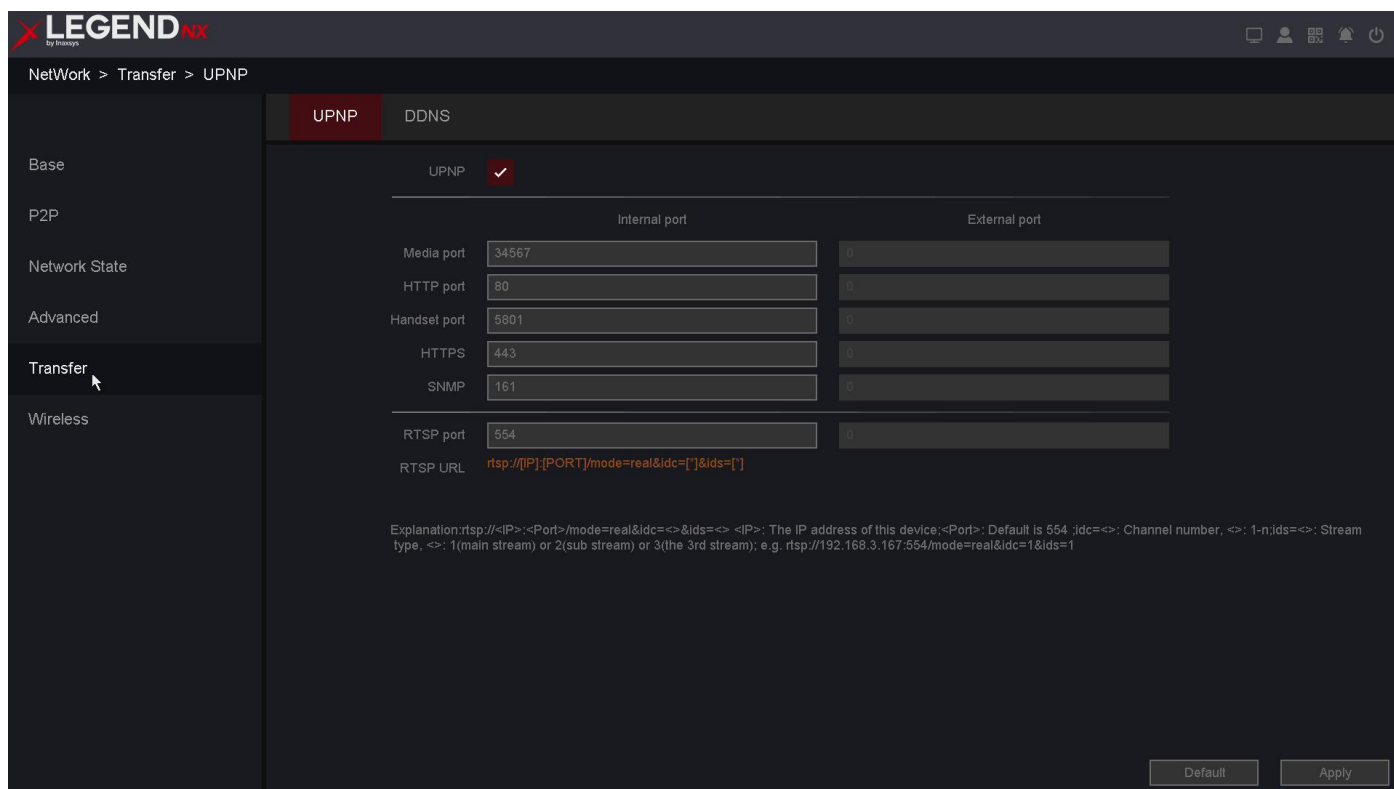 X LEGEND NX
by Inaxsys
NetWork > Transfer > UPNP
UPNP DDNS
Base
P2P
Network State
Advanced
Transfer
Wireless
UPNP
Internal port External port
Media port 34567 0
HTTP port 80 0
Handset port 5801 0
HTTPS 443 0
SNMP 161 0
RTSP port 554 0
RTSP URL rtsp://[IP]:[PORT]/mode=real&idc=[*]&ids=[*]
Explanation:rtsp://<IP>:<Port>/mode=real&idc=<>&ids=<> <IP>: The IP address of this device;<Port>: Default is 554 ;idc=<>: Channel number, <>: 1-n;ids=<>: Stream
type, <>: 1(main stream) or 2(sub stream) or 3(the 3rd stream); e.g. rtsp://192.168.3.167:554/mode=real&idc=1&ids=1
Default Apply